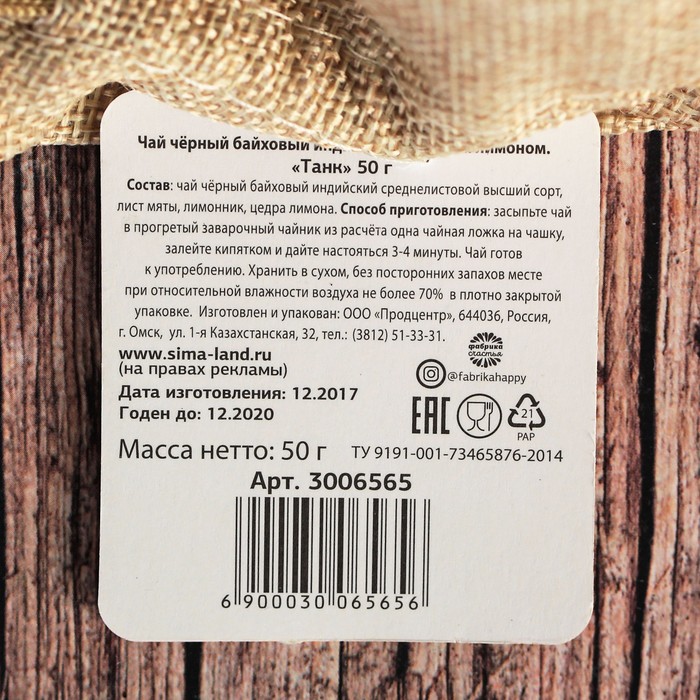 Чай чёрный байховый лимоном.
«Танк» 50 г
Состав: чай чёрный байховый индийский среднелистовой высший сорт,
лист мяты, лимонник, цедра лимона. Способ приготовления: засыпьте чай
в прогретый заварочный чайник из расчёта одна чайная ложка на чашку,
залейте кипятком и дайте настояться 3-4 минуты. Чай готов
к употреблению. Хранить в сухом, без посторонних запахов месте
при относительной влажности воздуха не более 70% в плотно закрытой
упаковке. Изготовлен и упакован: ООО «Продцентр», 644036, Россия,
г. Омск, ул. 1-я Казахстанская, 32, тел.: (3812) 51-33-31.
www.sima-land.ru
(на правах рекламы)
фабрика
счастья
@fabrikahappy
Дата изготовления: 12.2017
Годен до: 12.2020
EAC
21
PAP
Масса нетто: 50 г ТУ 9191-001-73465876-2014
Арт. 3006565
6 900030 065656